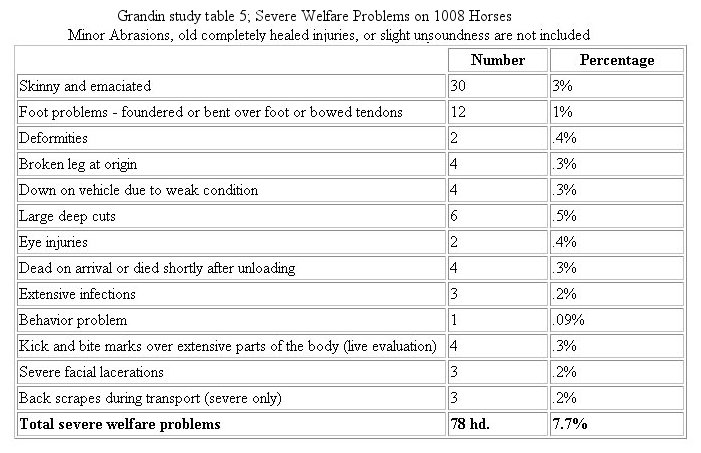 Grandin study table 5; Severe Welfare Problems on 1008 Horses
Minor Abrasions, old completely healed injuries, or slight unsoundness are not included
Number Percentage
Skinny and emaciated 30 3%
Foot problems - foundered or bent over foot or bowed tendons 12 1%
Deformities 2 .4%
Broken leg at origin 4 .3%
Down on vehicle due to weak condition 4 .3%
Large deep cuts 6 .5%
Eye injuries 2 .4%
Dead on arrival or died shortly after unloading 4 .3%
Extensive infections 3 .2%
Behavior problem 1 .09%
Kick and bite marks over extensive parts of the body (live evaluation) 4 .3%
Severe facial lacerations 3 .2%
Back scrapes during transport (severe only) 3 .2%
Total severe welfare problems 78 hd. 7.7%